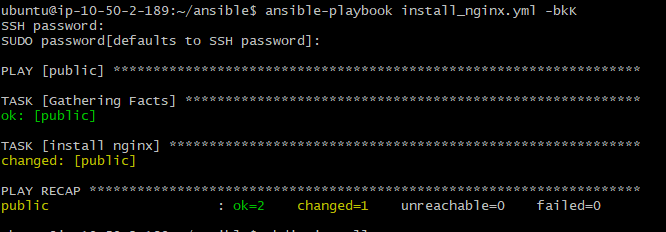 ubuntu@ip-10-50-2-189:~/ansible$ ansible-playbook install_nginx.yml -bkK
SSH password:
SUDO password[defaults to SSH password]:
PLAY [public] ******************************************************************
TASK [Gathering Facts] *********************************************************
ok: [public]
TASK [install nginx] ***********************************************************
changed: [public]
PLAY RECAP *********************************************************************
public                     : ok=2    changed=1    unreachable=0    failed=0